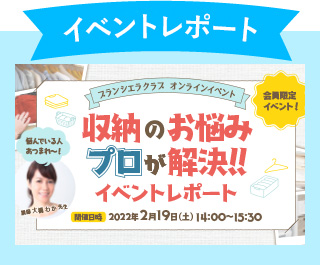 イベントレポート
ブランシエラクラブ オンラインイベント
会員限定
イベント!
収納のお悩み
プロが解決!!
イベントレポート
悩んでいる人
あつまれ〜!
開催日時 2022年2月19日(土)14:00〜15:30